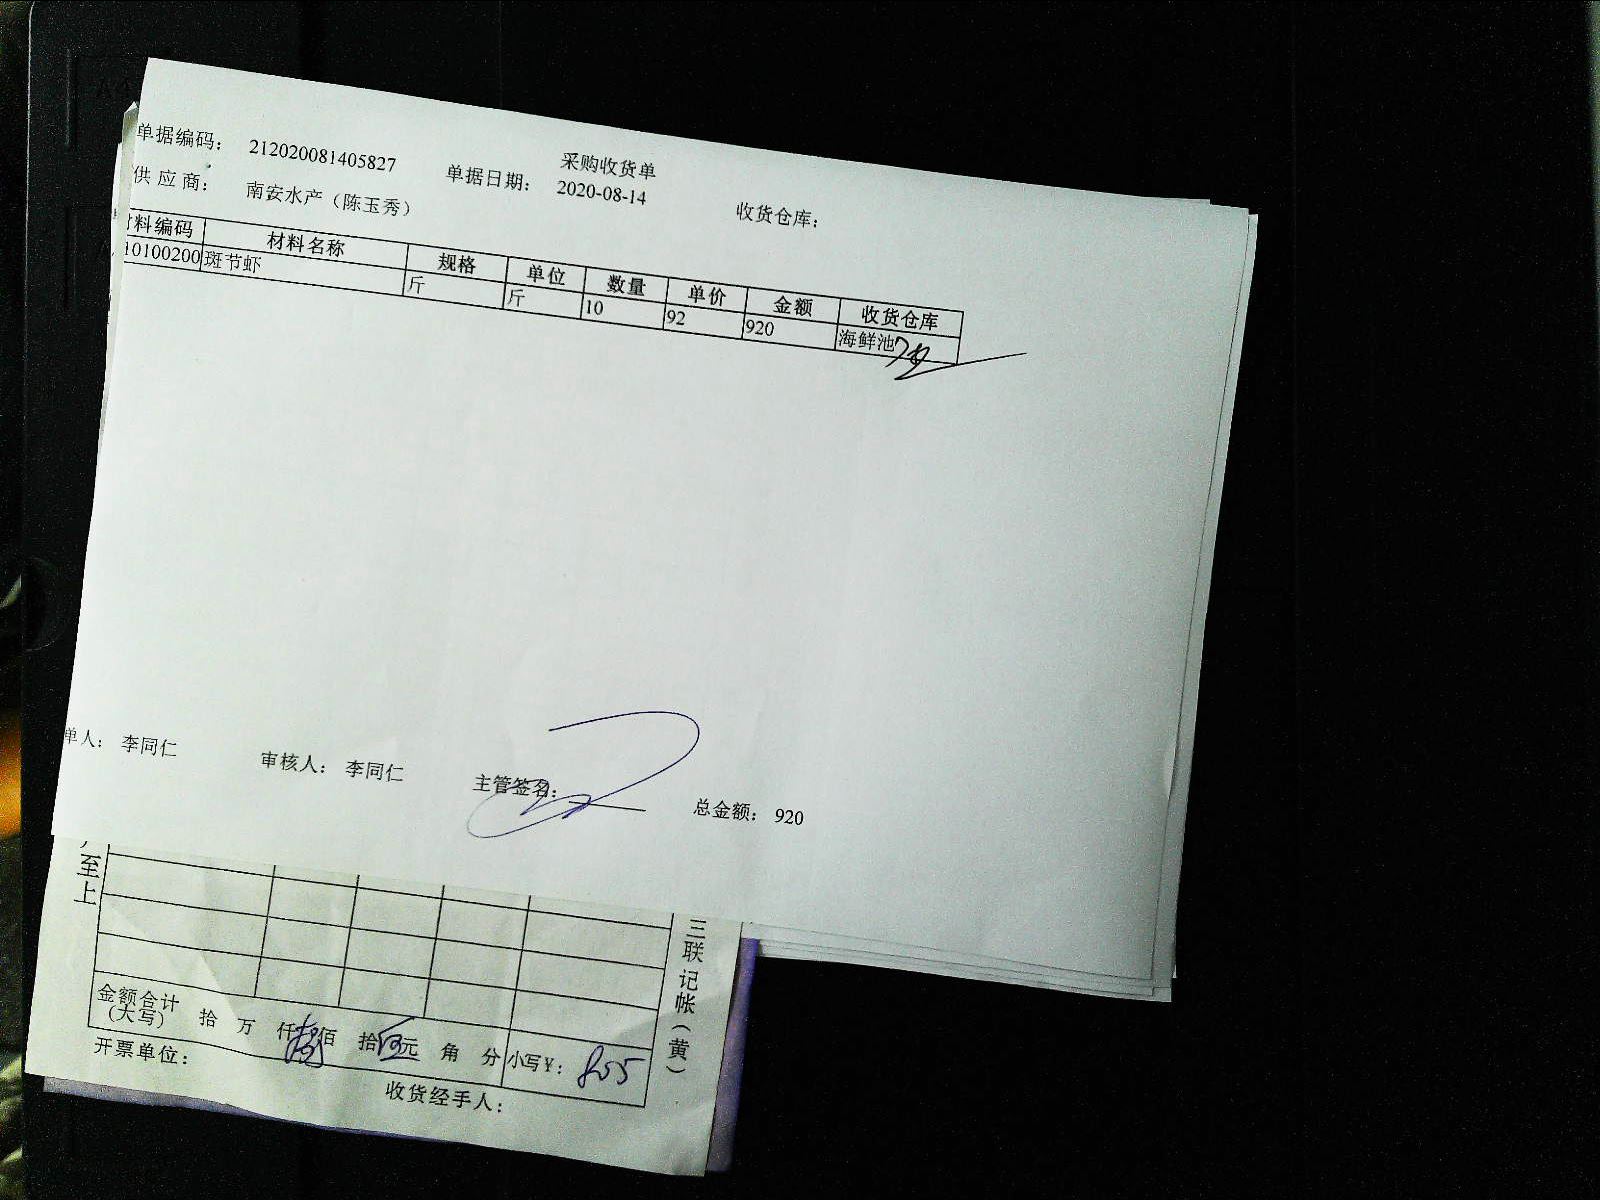 采购收货单
单据编码： 212020081405827 单据日期： 2020-08-14 收货仓库：
供应商： 南安水产（陈玉秀）
材料编码 材料名称 规格 单位 数量 单价 金额 收货仓库
10100200 斑节虾 斤 斤 10 92 920 海鲜池
单人： 李同仁 审核人： 李同仁 主管签名： 总金额： 920
至上
三联记帐（黄）
金额合计（大写） 拾 万 仟 捌 佰 拾 元 角 分 小写￥： 855
开票单位： 收货经手人：